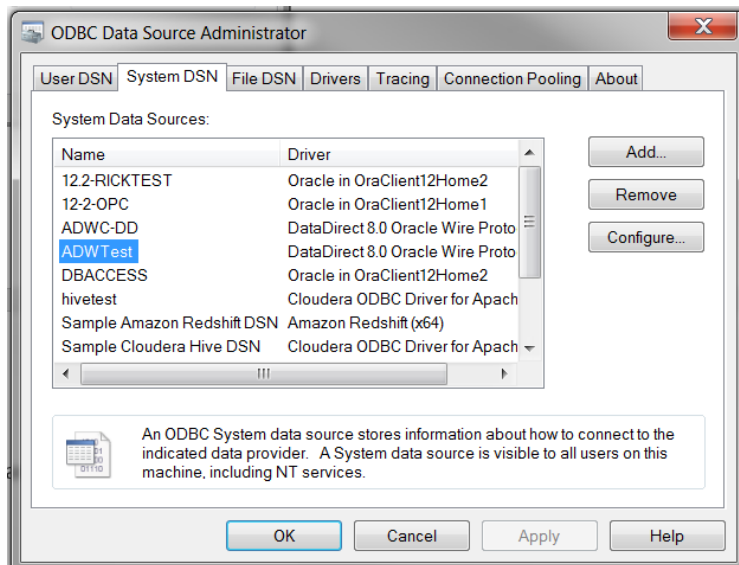 ODBC Data Source Administrator
X
User DSN System DSN File DSN Drivers Tracing Connection Pooling About
System Data Sources:
Name Driver
12.2-RICKTEST Oracle in OraClient12Home2
12-2-OPC Oracle in OraClient12Home1
ADWC-DD DataDirect 8.0 Oracle Wire Proto
ADWTest DataDirect 8.0 Oracle Wire Proto
DBACCESS Oracle in OraClient12Home2
hivetest Cloudera ODBC Driver for Apach
Sample Amazon Redshift DSN Amazon Redshift (x64)
Sample Cloudera Hive DSN Cloudera ODBC Driver for Apach
Add...
Remove
Configure...
An ODBC System data source stores information about how to connect to the
indicated data provider. A System data source is visible to all users on this
machine, including NT services.
OK Cancel Apply Help